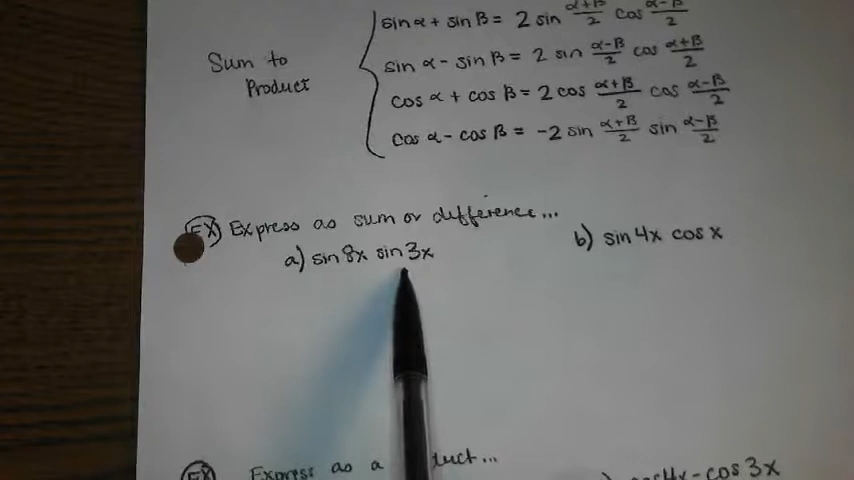 sin α + sin β = 2 sin (α+β)/2 cos (α-β)/2
Sum to
Product
sin α - sin β = 2 sin (α-β)/2 cos (α+β)/2
cos α + cos β = 2 cos (α+β)/2 cos (α-β)/2
cos α - cos β = -2 sin (α+β)/2 sin (α-β)/2
EX Express as sum or difference...
a) sin 8x sin 3x
b) sin 4x cos x
EX Express as a
- cos 3x